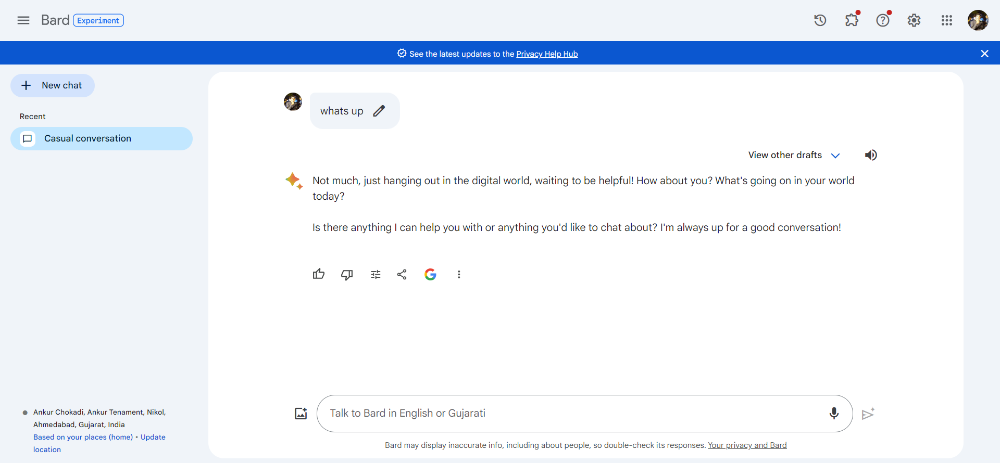 Bard Experiment
See the latest updates to the Privacy Help Hub
New chat
Recent
Casual conversation
whats up
View other drafts
Not much, just hanging out in the digital world, waiting to be helpful! How about you? What's going on in your world
today?
Is there anything I can help you with or anything you'd like to chat about? I'm always up for a good conversation!
Ankur Chokadi, Ankur Tenament, Nikol,
Ahmedabad, Gujarat, India
Based on your places (home) • Update
location
Talk to Bard in English or Gujarati
Bard may display inaccurate info, including about people, so double-check its responses. Your privacy and Bard